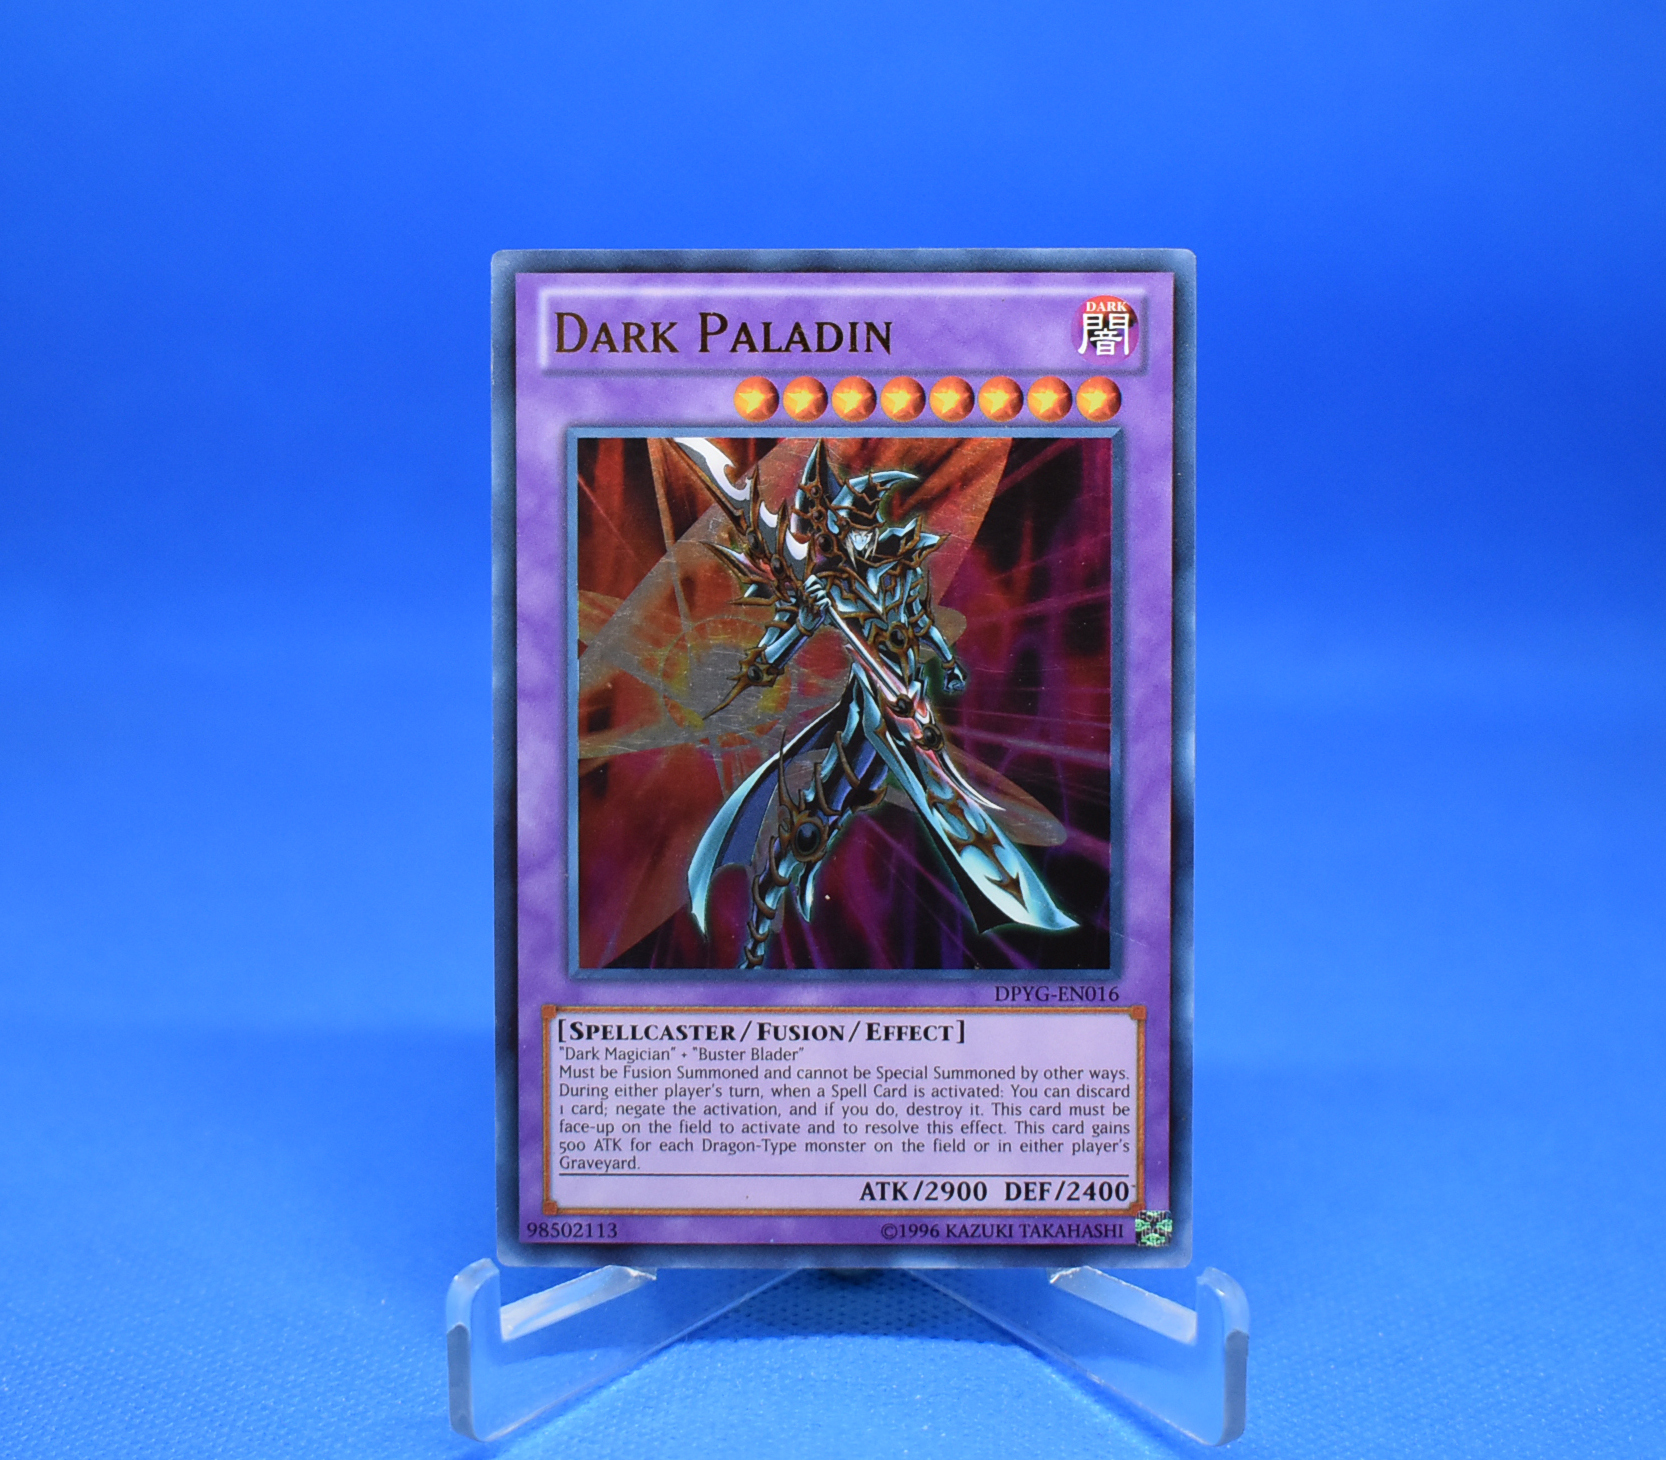 DARK PALADIN
DARK
闇
DPYG-EN016
[SPELLCASTER/FUSION/EFFECT]
"Dark Magician" + "Buster Blader"
Must be Fusion Summoned and cannot be Special Summoned by other ways.
During either player's turn, when a Spell Card is activated: You can discard
1 card; negate the activation, and if you do, destroy it. This card must be
face-up on the field to activate and to resolve this effect. This card gains
500 ATK for each Dragon-Type monster on the field or in either player's
Graveyard.
ATK/2900 DEF/2400
98502113
©1996 KAZUKI TAKAHASHI